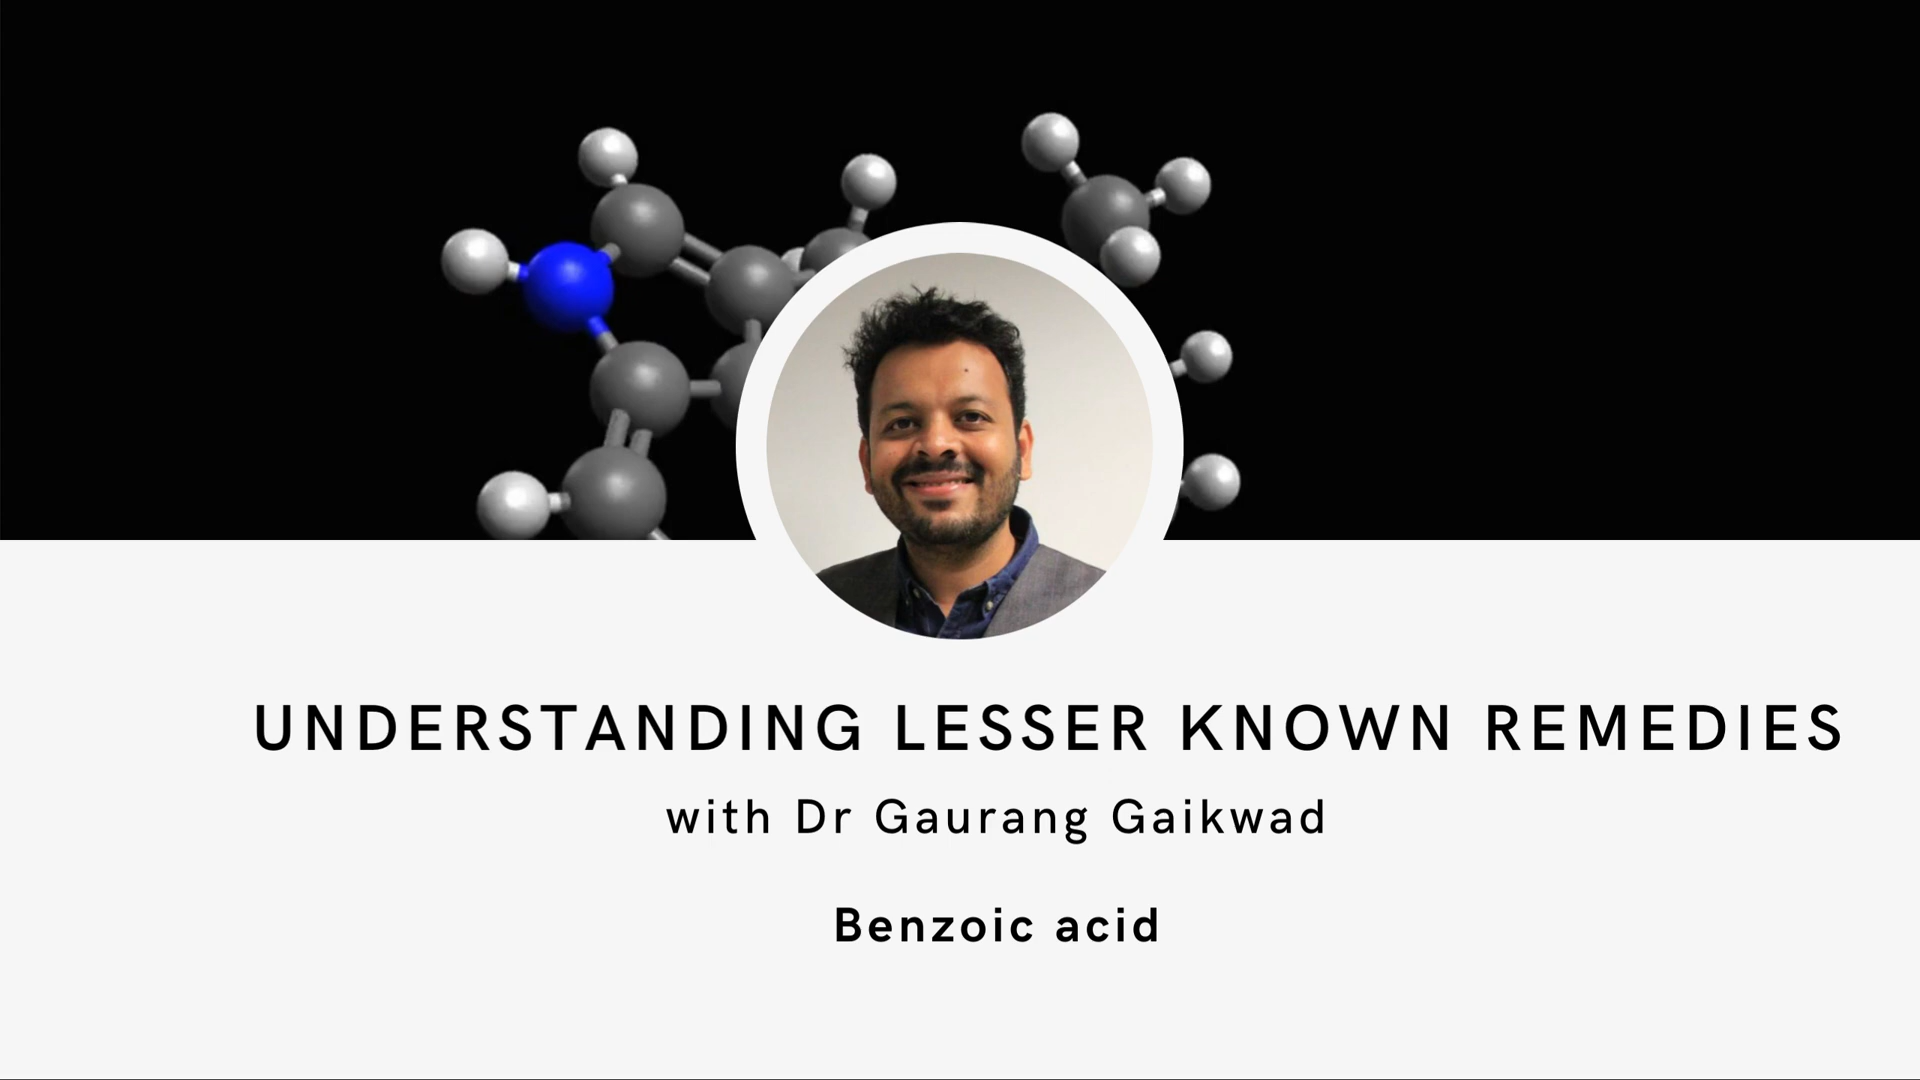 UNDERSTANDING LESSER KNOWN REMEDIES
with Dr Gaurang Gaikwad
Benzoic acid